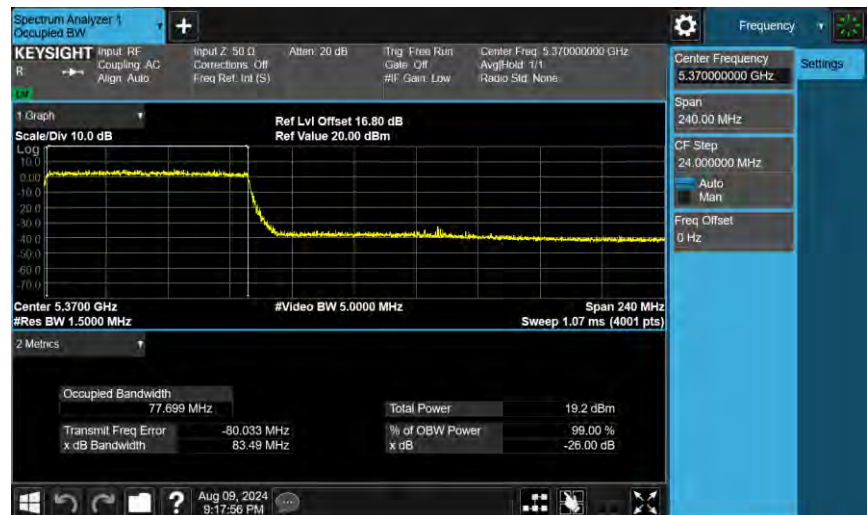 Spectrum Analyzer 1
Occupied BW
Frequency
KEYSIGHT
R
Input: RF
Coupling: AC
Align: Auto
Input Z: 50 Ω
Corrections: Off
Freq Ref: Int (S)
Atten: 20 dB
Trig: Free Run
Gate: Off
#IF Gain: Low
Center Freq: 5.370000000 GHz
Avg|Hold: 1/1
Radio Std: None
Center Frequency
5.370000000 GHz
Settings
Span
240.00 MHz
CF Step
24.000000 MHz
Auto
Man
Freq Offset
0 Hz
1 Graph
Scale/Div 10.0 dB
Ref Lvl Offset 16.80 dB
Ref Value 20.00 dBm
Log
10.0
0.00
-10.0
-20.0
-30.0
-40.0
-50.0
-60.0
-70.0
Center 5.3700 GHz
#Video BW 5.0000 MHz
Span 240 MHz
#Res BW 1.5000 MHz
Sweep 1.07 ms (4001 pts)
2 Metrics
Occupied Bandwidth
77.699 MHz
Total Power 19.2 dBm
Transmit Freq Error -80.033 MHz
% of OBW Power 99.00 %
x dB Bandwidth 83.49 MHz
x dB -26.00 dB
?
Aug 09, 2024
9:17:56 PM